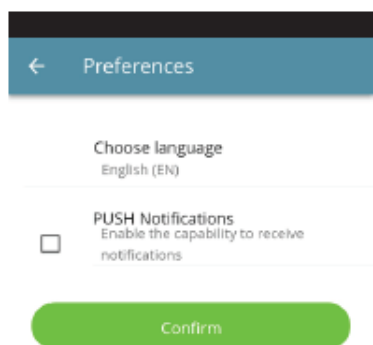 Preferences
Choose language
English (EN)
PUSH Notifications
Enable the capability to receive
notifications
Confirm